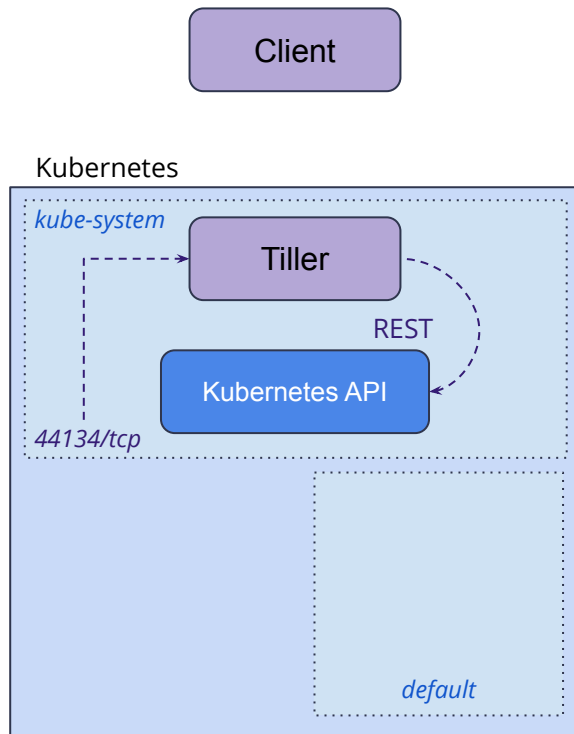 Client
Kubernetes
kube-system
Tiller
REST
Kubernetes API
44134/tcp
default